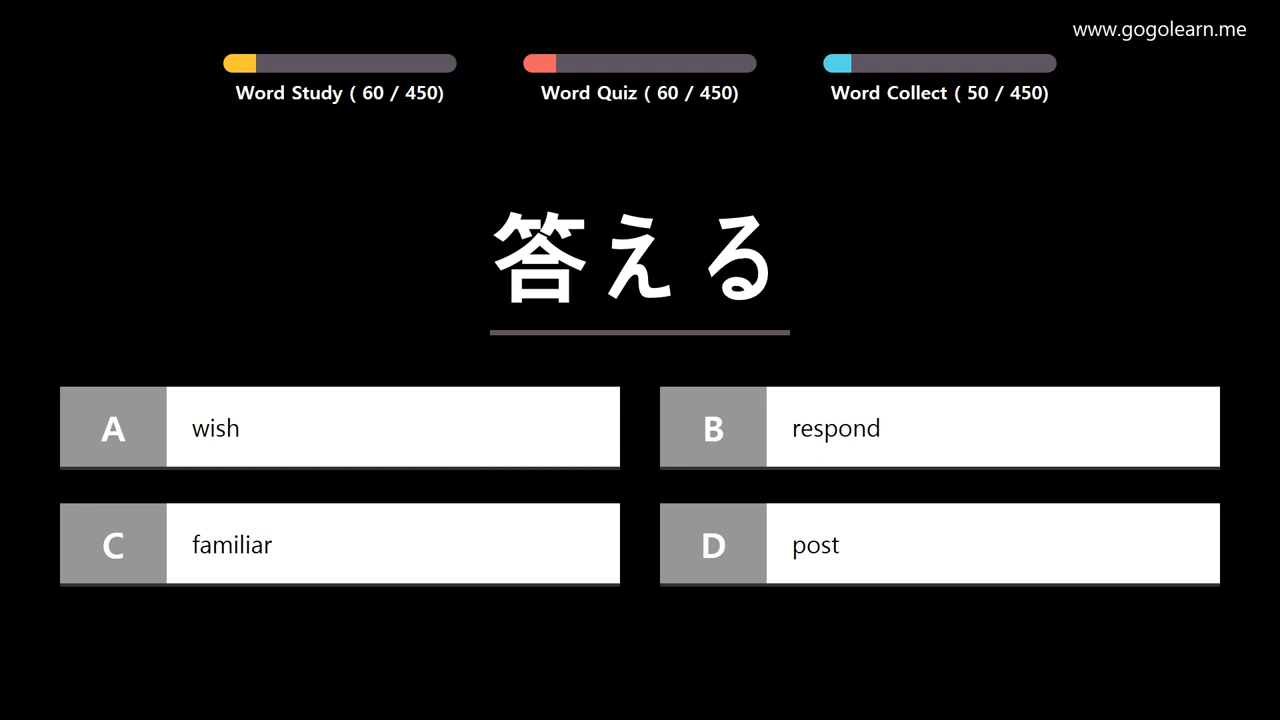 www.gogolearn.me
Word Study ( 60 / 450)
Word Quiz ( 60 / 450)
Word Collect ( 50 / 450)
答える
A wish
B respond
C familiar
D post